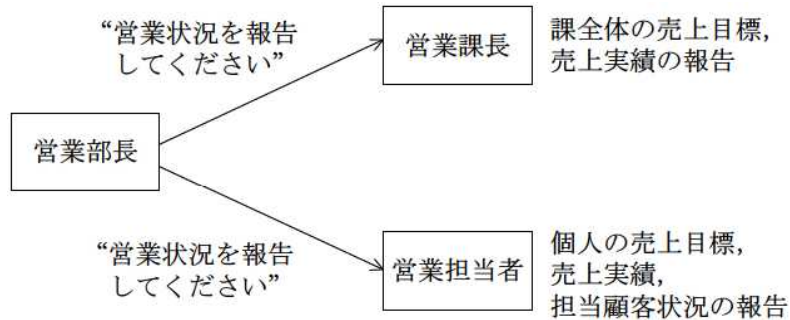 “営業状況を報告
してください”
営業課長
課全体の売上目標，
売上実績の報告
営業部長
“営業状況を報告
してください”
営業担当者
個人の売上目標，
売上実績，
担当顧客状況の報告